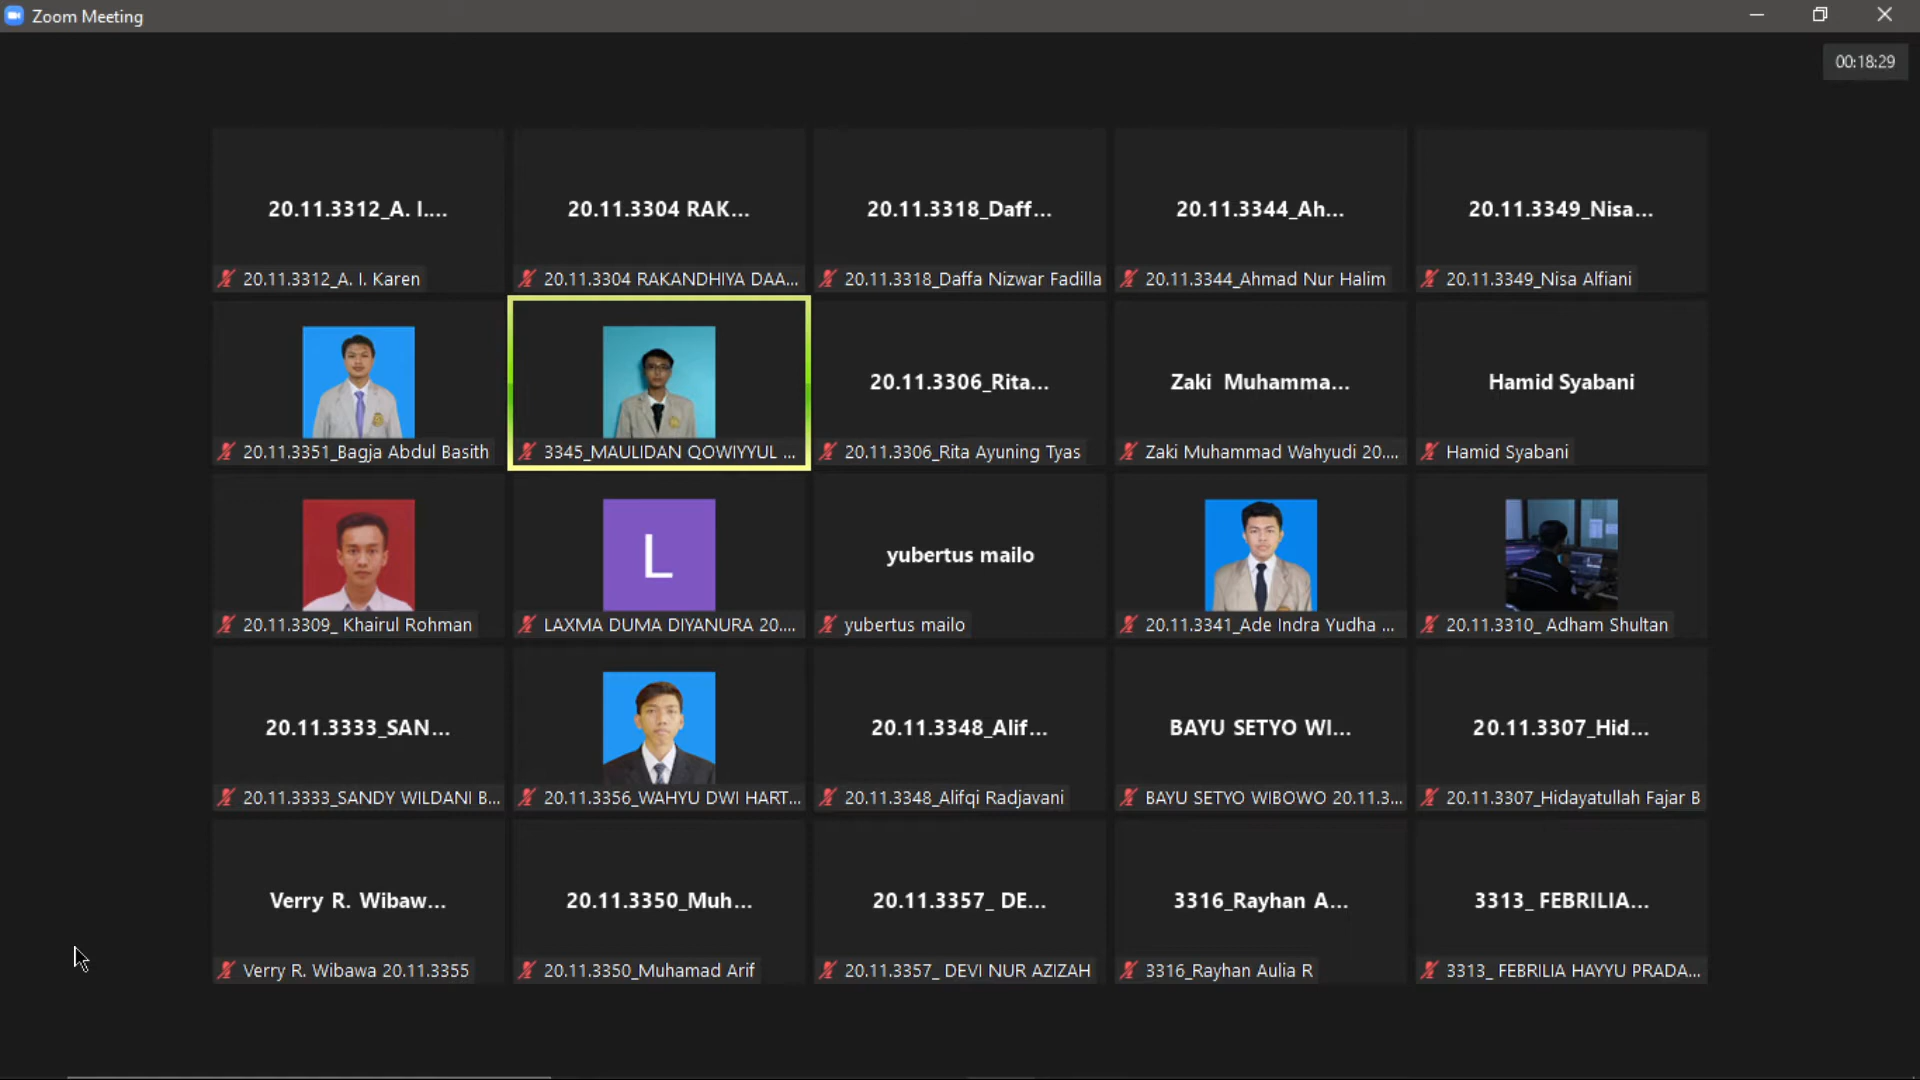 Zoom Meeting
00:18:29
20.11.3312_A. I....
20.11.3304 RAK...
20.11.3318_Daff...
20.11.3344_Ah...
20.11.3349_Nisa...
20.11.3312_A. I. Karen
20.11.3304 RAKANDHIYA DAA...
20.11.3318_Daffa Nizwar Fadilla
20.11.3344_Ahmad Nur Halim
20.11.3349_Nisa Alfiani
20.11.3306_Rita...
Zaki Muhamma...
Hamid Syabani
20.11.3351_Bagja Abdul Basith
3345_MAULIDAN QOWIYYUL ...
20.11.3306_Rita Ayuning Tyas
Zaki Muhammad Wahyudi 20....
Hamid Syabani
L
yubertus mailo
20.11.3309_ Khairul Rohman
LAXMA DUMA DIYANURA 20....
yubertus mailo
20.11.3341_Ade Indra Yudha ...
20.11.3310_ Adham Shultan
20.11.3333_SAN...
20.11.3348_Alif...
BAYU SETYO WI...
20.11.3307_Hid...
20.11.3333_SANDY WILDANI B...
20.11.3356_WAHYU DWI HART...
20.11.3348_Alifqi Radjavani
BAYU SETYO WIBOWO 20.11.3...
20.11.3307_Hidayatullah Fajar B
Verry R. Wibaw...
20.11.3350_Muh...
20.11.3357_ DE...
3316_Rayhan A...
3313_ FEBRILIA...
Verry R. Wibawa 20.11.3355
20.11.3350_Muhamad Arif
20.11.3357_ DEVI NUR AZIZAH
3316_Rayhan Aulia R
3313_ FEBRILIA HAYYU PRADA...